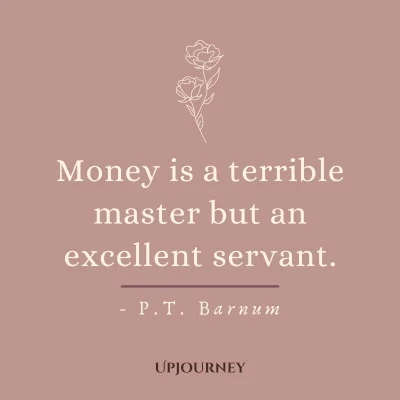 Money is a terrible
master but an
excellent servant.
- P.T. Barnum
UPJOURNEY